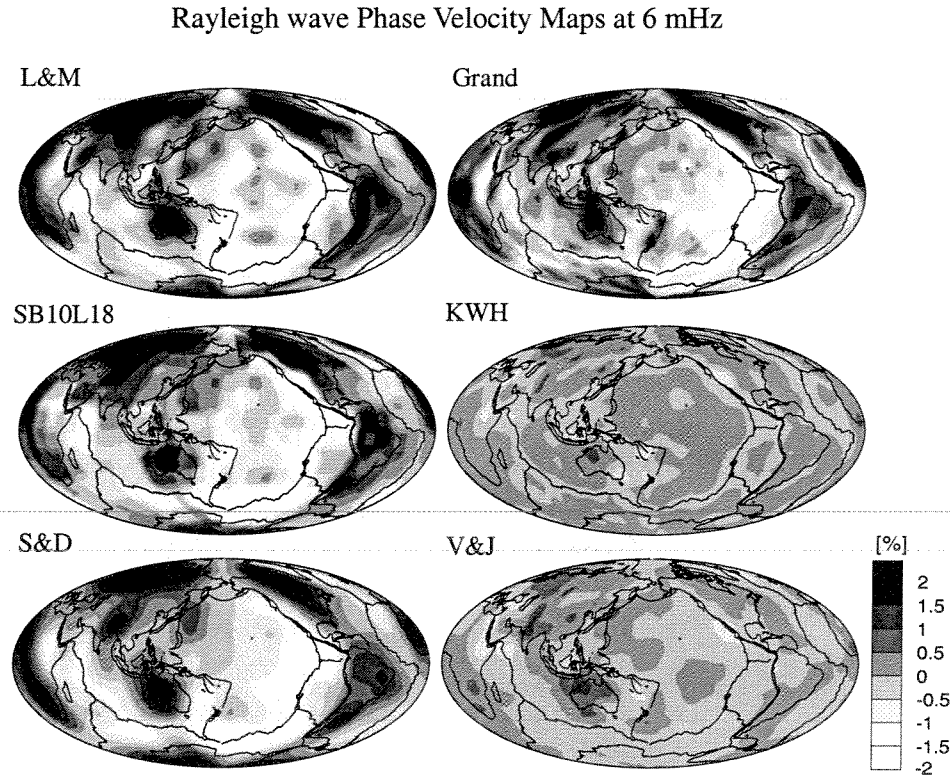 Rayleigh wave Phase Velocity Maps at 6 mHz
L&M
Grand
SB10L18
KWH
S&D
V&J
[%]
2
1.5
1
0.5
0
-0.5
-1
-1.5
-2